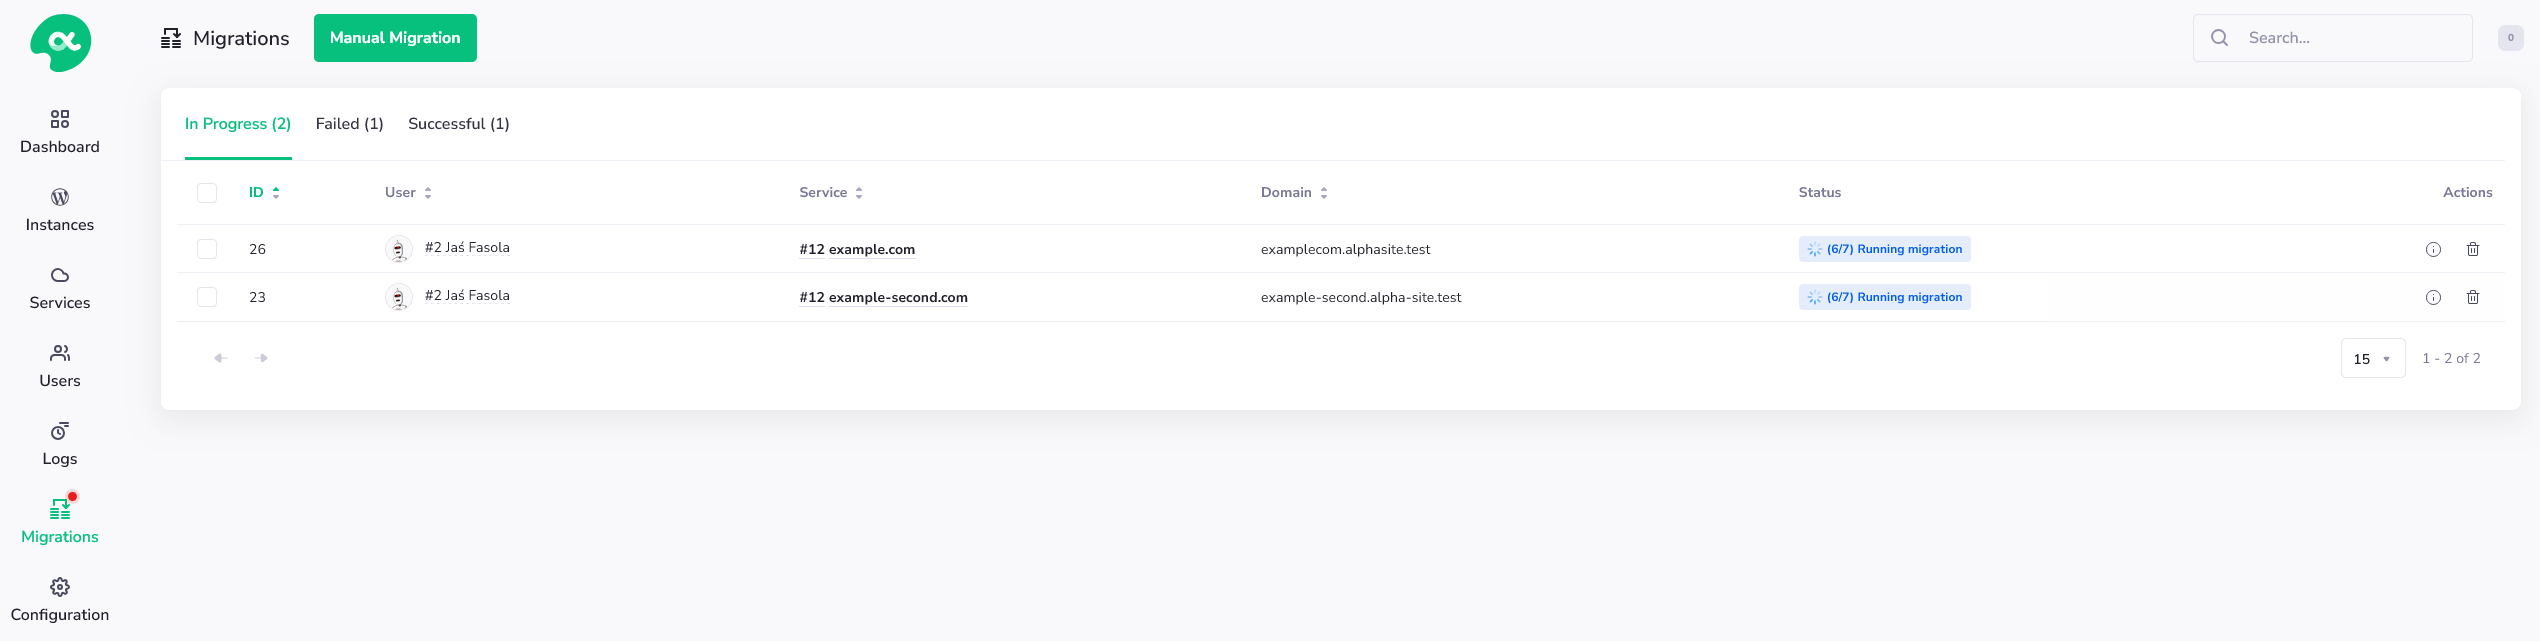 Migrations
Manual Migration
Search...
0
In Progress (2) Failed (1) Successful (1)
ID User Service Domain Status Actions
26 #2 Jaś Fasola #12 example.com examplecom.alphasite.test (6/7) Running migration
23 #2 Jaś Fasola #12 example-second.com example-second.alpha-site.test (6/7) Running migration
15 1 - 2 of 2
Dashboard
Instances
Services
Users
Logs
Migrations
Configuration